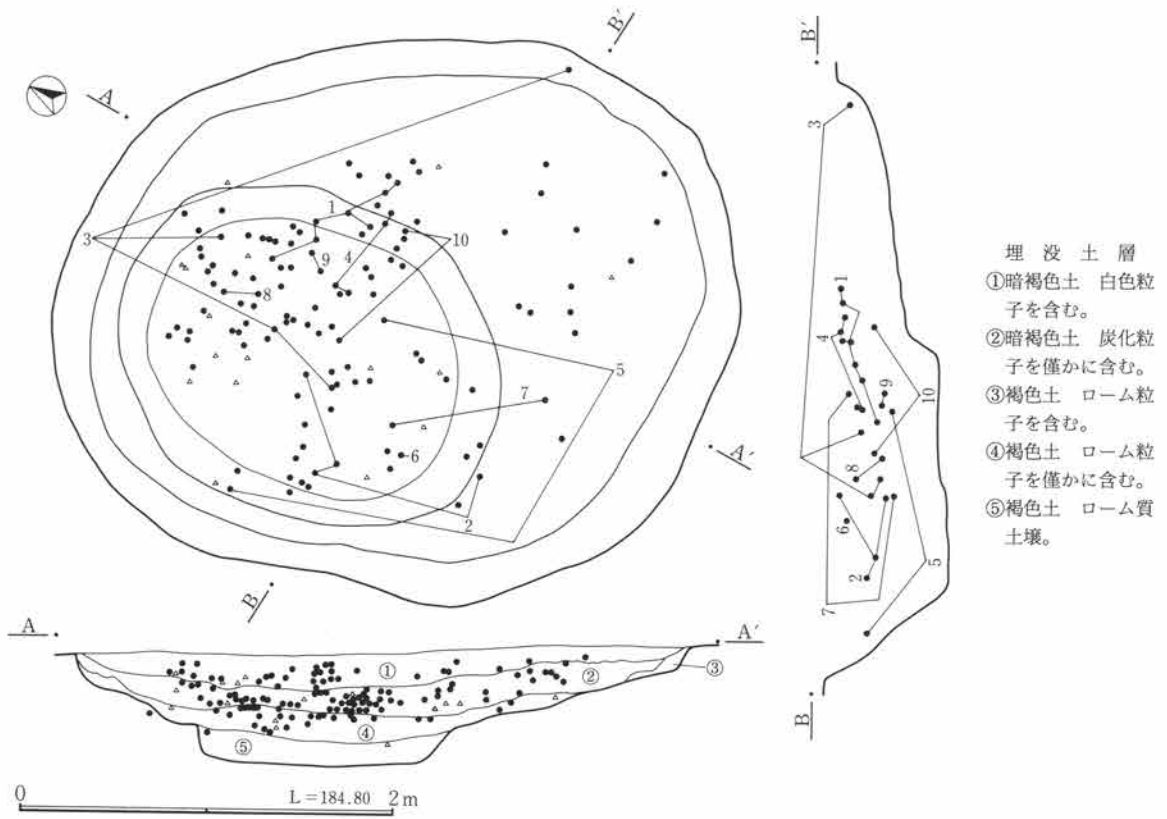 B′
A
1
3
4
10
9
8
5
7
6
A′
2
B
A
A′
①
②
③
④
⑤
0
L=184.80
2m
B′
3
1
4
9
10
8
6
5
2
7
B
埋没土層
①暗褐色土 白色粒
子を含む。
②暗褐色土 炭化粒
子を僅かに含む。
③褐色土 ローム粒
子を含む。
④褐色土 ローム粒
子を僅かに含む。
⑤褐色土 ローム質
土壌。